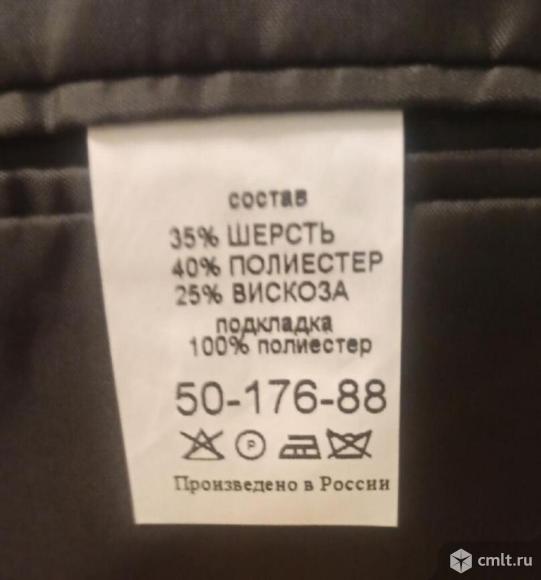 состав
35% ШЕРСТЬ
40% ПОЛИЕСТЕР
25% ВИСКОЗА
подкладка
100% полиестер
50-176-88
P
Произведено в России
cmlt.ru